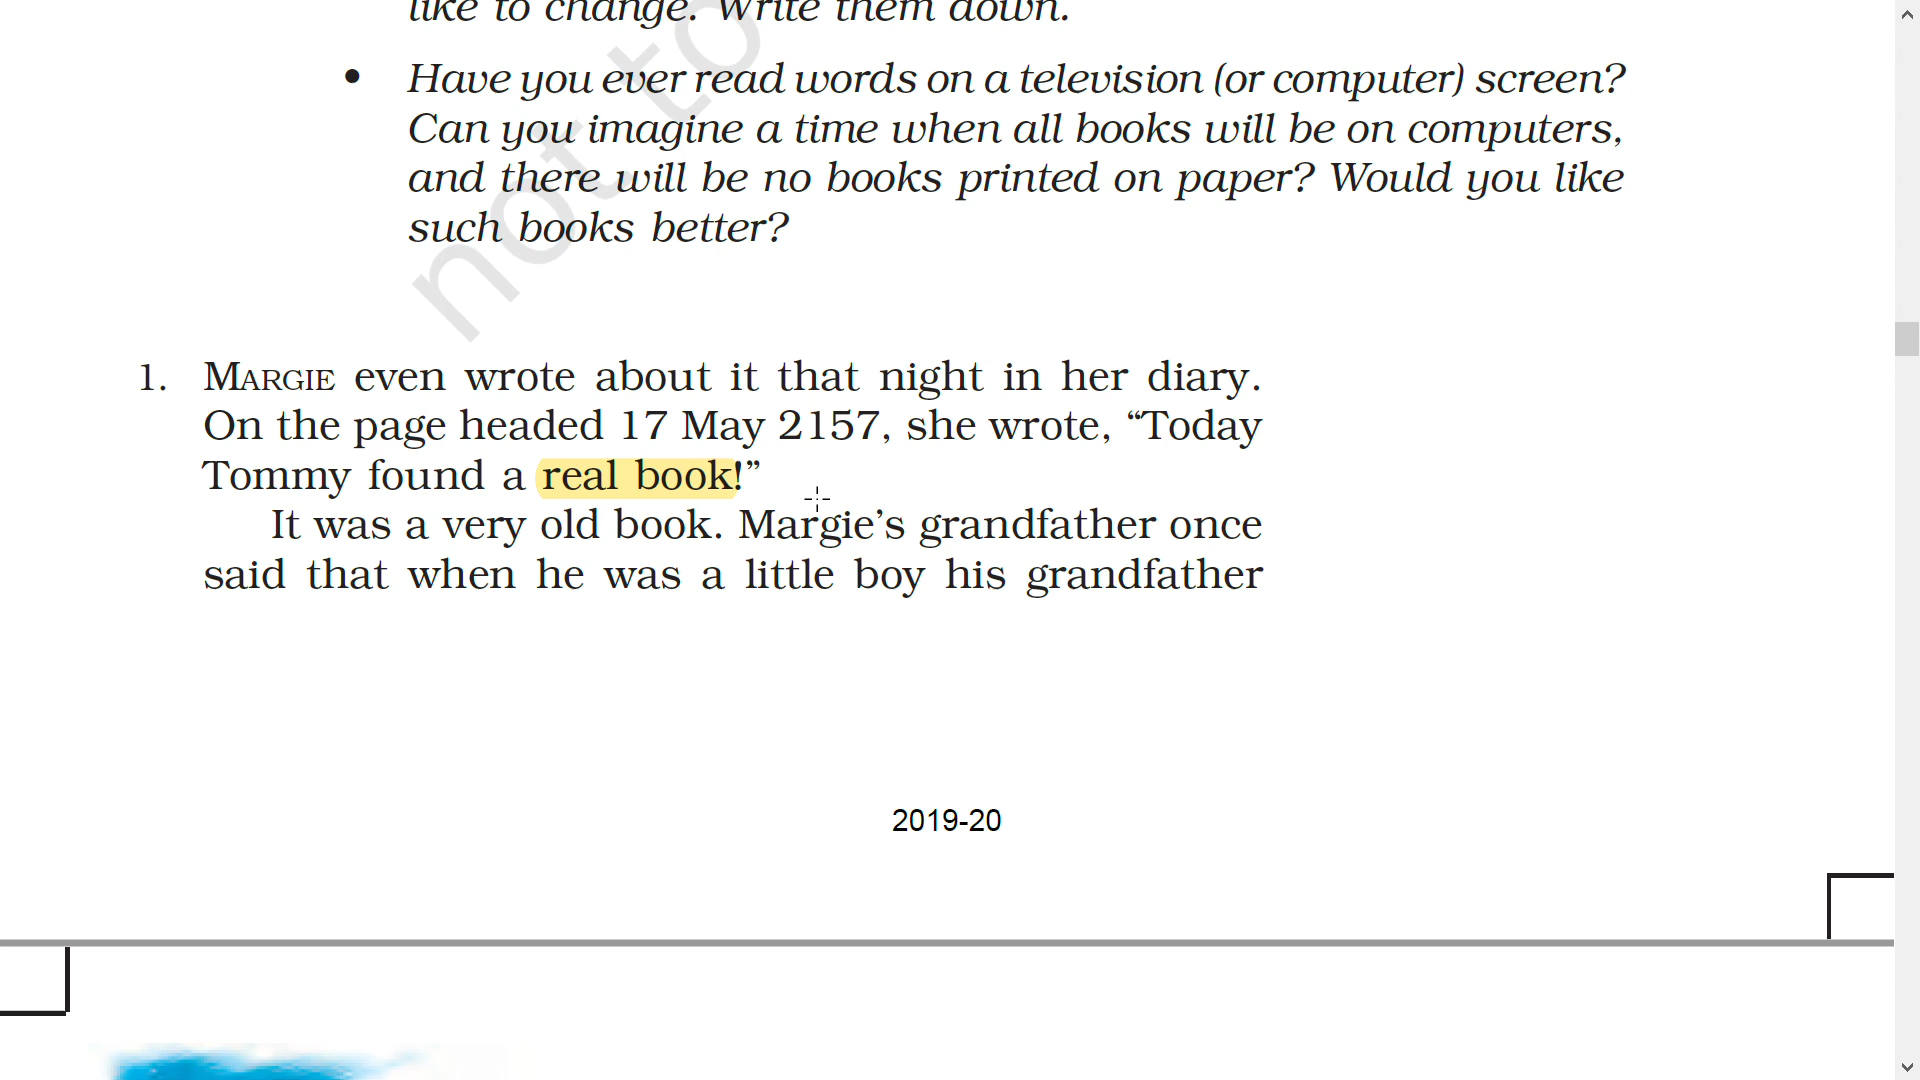 like to change. Write them down.
• Have you ever read words on a television (or computer) screen?
Can you imagine a time when all books will be on computers,
and there will be no books printed on paper? Would you like
such books better?
not to
1. MARGIE even wrote about it that night in her diary.
On the page headed 17 May 2157, she wrote, “Today
Tommy found a real book!”
It was a very old book. Margie’s grandfather once
said that when he was a little boy his grandfather
2019-20